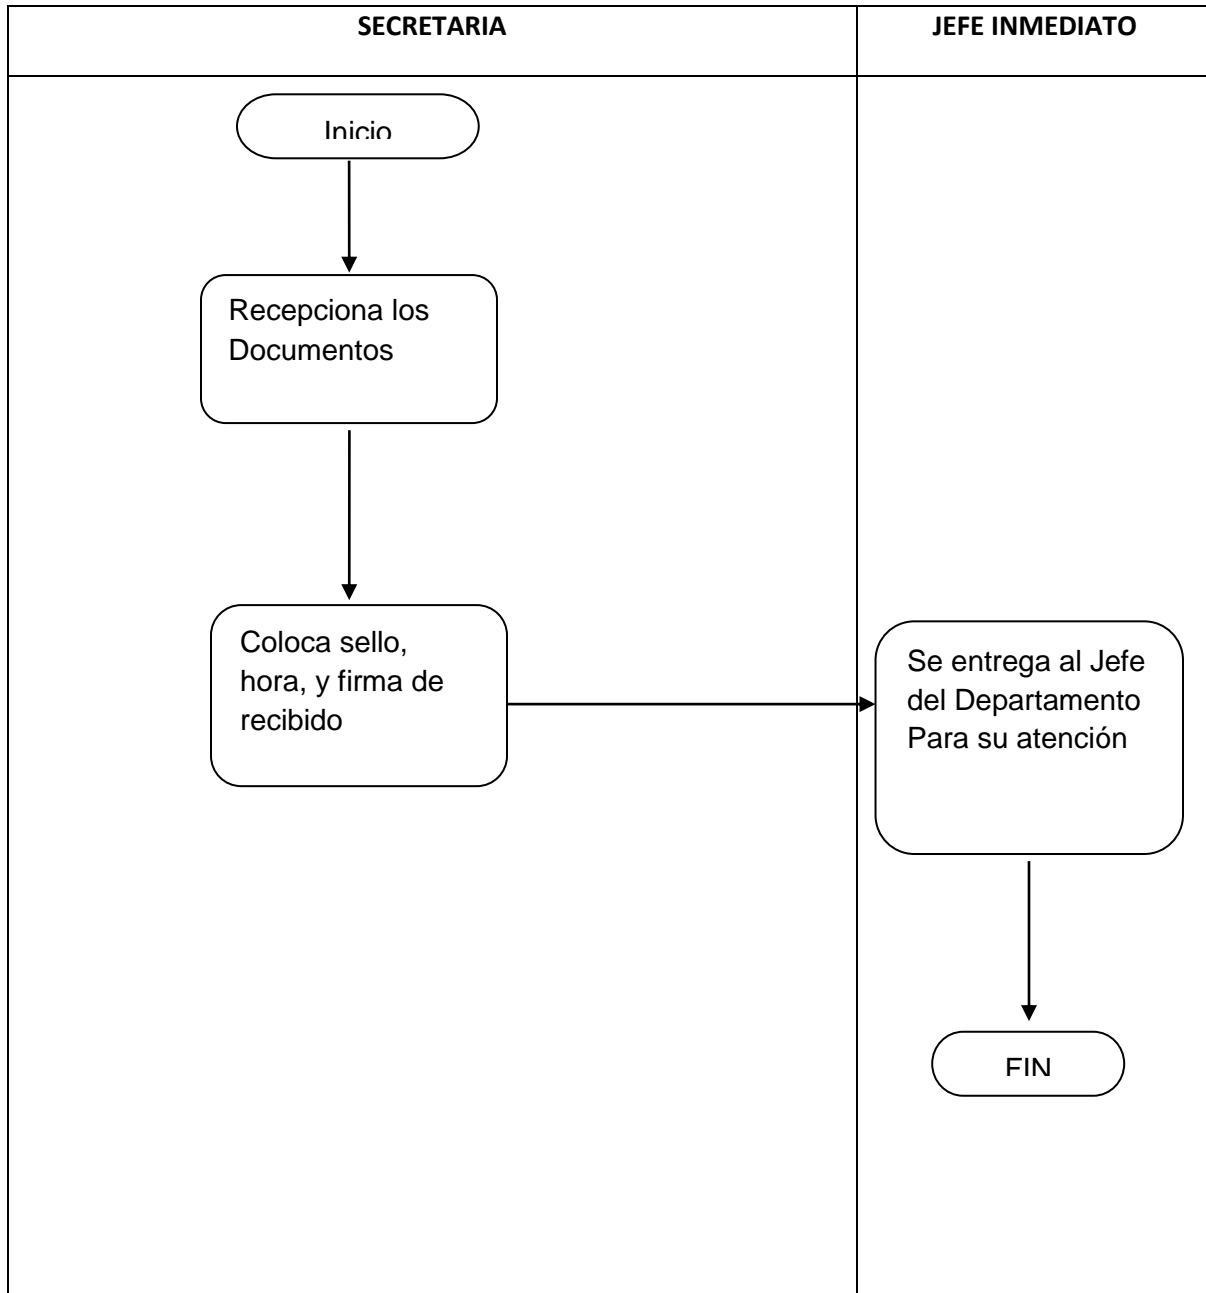 SECRETARIA
JEFE INMEDIATO
Inicio
Recepciona los
Documentos
Coloca sello,
hora, y firma de
recibido
Se entrega al Jefe
del Departamento
Para su atención
FIN